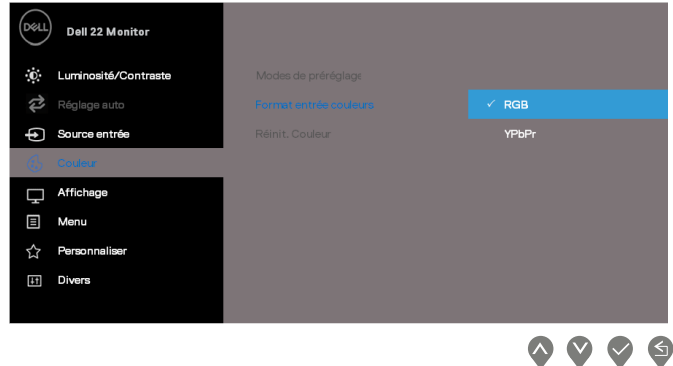 DELL
Dell 22 Monitor
Luminosité/Contraste
Modes de préréglage
Réglage auto
Format entrée couleurs
✓ RGB
Source entrée
Réinit. Couleur
YPbPr
Couleur
Affichage
Menu
Personnaliser
Divers